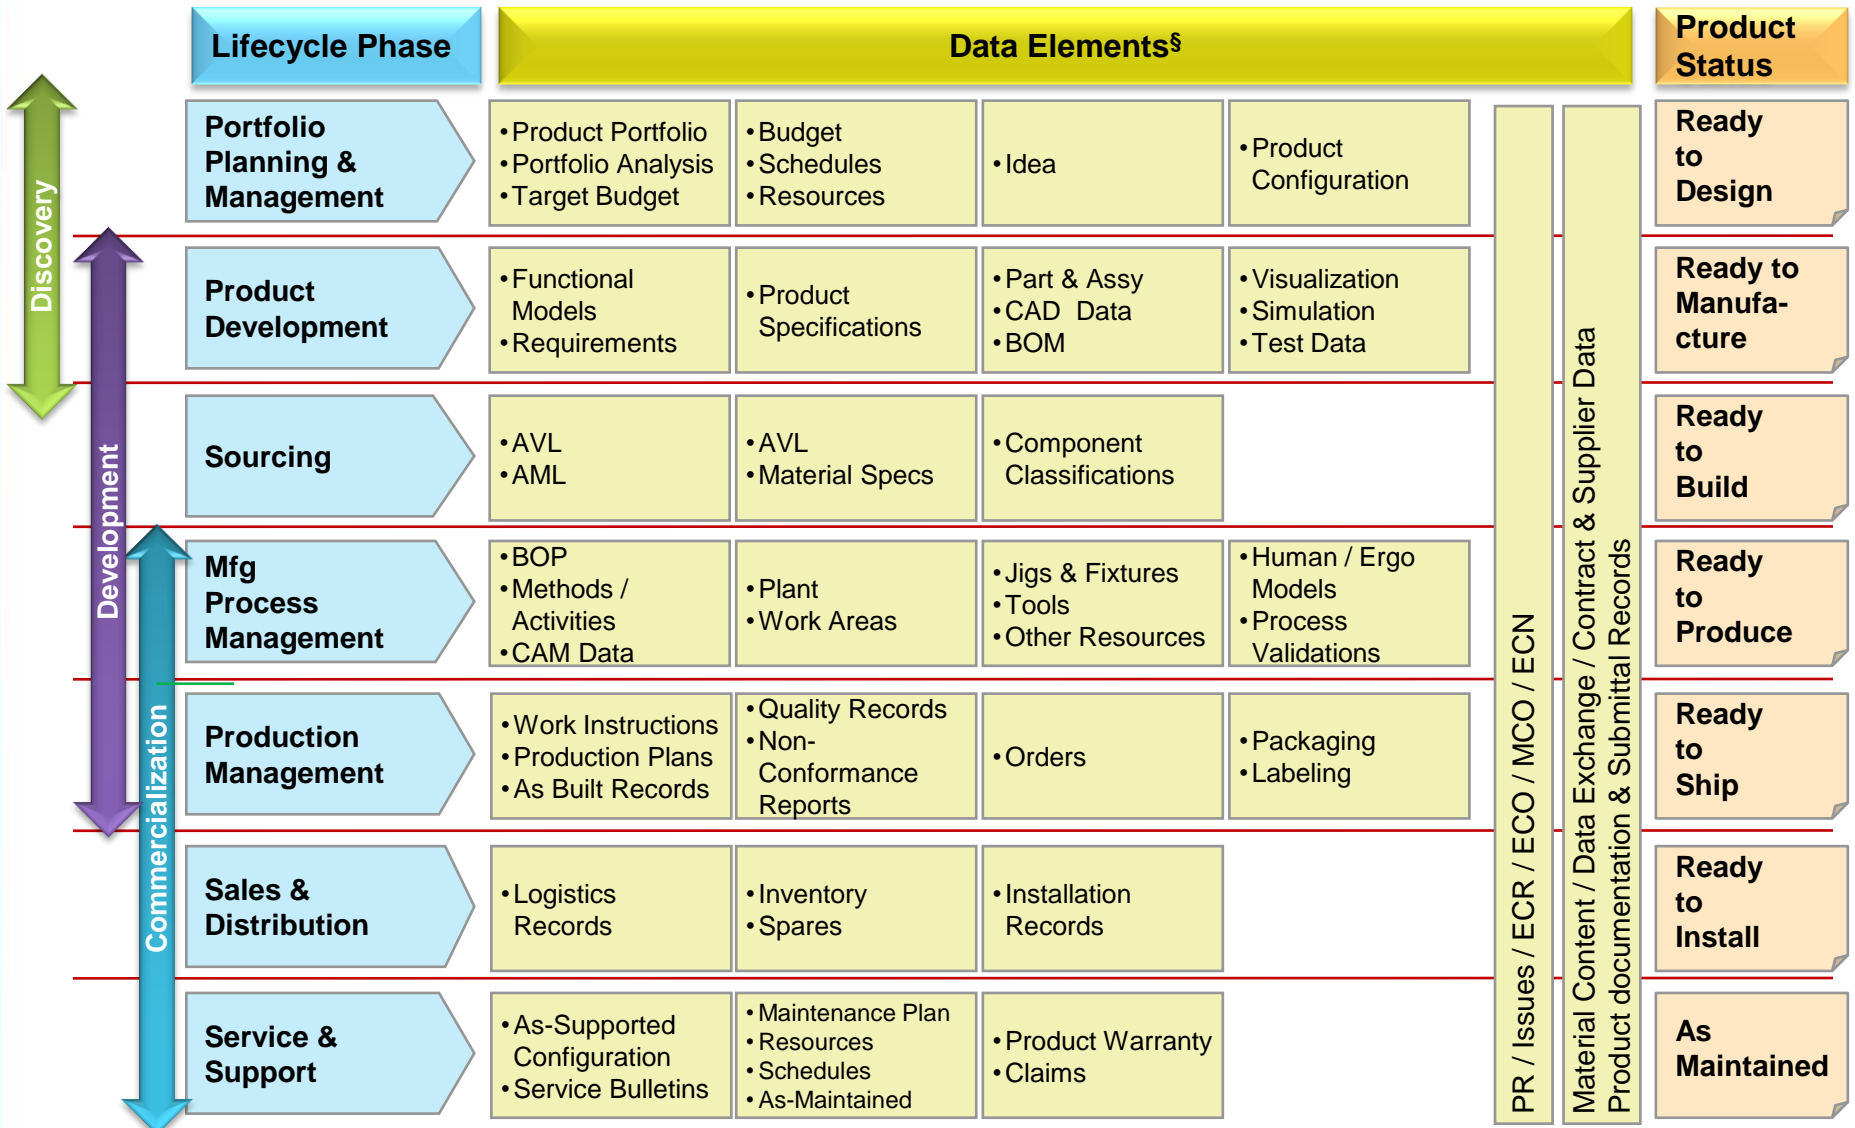 Lifecycle Phase
Data Elements§
Product
Status
Discovery
Development
Commercialization
Portfolio
Planning &
Management
•Product Portfolio
•Portfolio Analysis
•Target Budget
•Budget
•Schedules
•Resources
•Idea
•Product
Configuration
Ready
to
Design
Product
Development
•Functional
Models
•Requirements
•Product
Specifications
•Part & Assy
•CAD Data
•BOM
•Visualization
•Simulation
•Test Data
Ready to
Manufa-
cture
Sourcing
•AVL
•AML
•AVL
•Material Specs
•Component
Classifications
Ready
to
Build
Mfg
Process
Management
•BOP
•Methods /
Activities
•CAM Data
•Plant
•Work Areas
•Jigs & Fixtures
•Tools
•Other Resources
•Human / Ergo
Models
•Process
Validations
Ready
to
Produce
Production
Management
•Work Instructions
•Production Plans
•As Built Records
•Quality Records
•Non-
Conformance
Reports
•Orders
•Packaging
•Labeling
Ready
to
Ship
Sales &
Distribution
•Logistics
Records
•Inventory
•Spares
•Installation
Records
Ready
to
Install
Service &
Support
•As-Supported
Configuration
•Service Bulletins
•Maintenance Plan
•Resources
•Schedules
•As-Maintained
•Product Warranty
•Claims
As
Maintained
PR / Issues / ECR / ECO / MCO / ECN
Material Content / Data Exchange / Contract & Supplier Data
Product documentation & Submittal Records